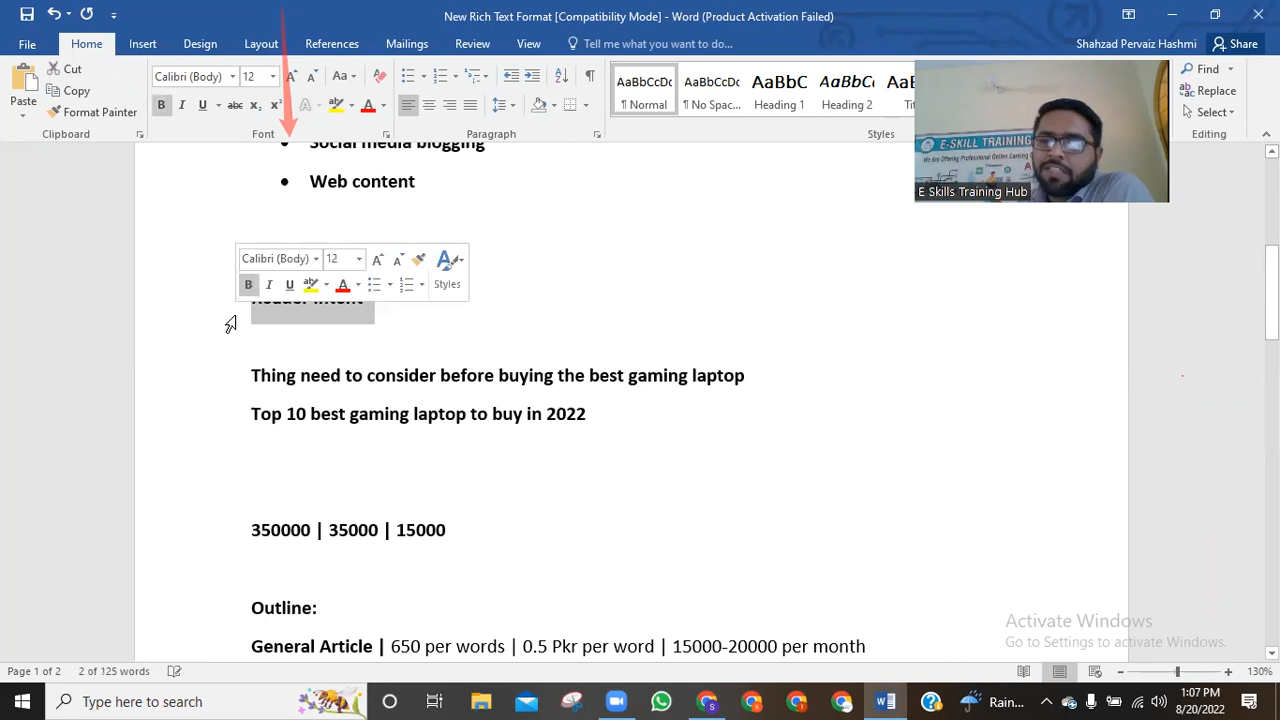 New Rich Text Format [Compatibility Mode] - Word (Product Activation Failed)
File Home Insert Design Layout References Mailings Review View Tell me what you want to do... Shahzad Pervaiz Hashmi Share
Paste
Cut
Copy
Format Painter
Clipboard
Calibri (Body) 12
Font
Paragraph
AaBbCcDc AaBbCcDc AaBbC AaBbCcD AaB
¶ Normal ¶ No Spac... Heading 1 Heading 2
Styles
Find
Replace
Select
Editing
E-SKILL TRAINING
E Skills Training Hub
• Social media blogging
• Web content
Calibri (Body) 12
Styles
Reader Intent
Thing need to consider before buying the best gaming laptop
Top 10 best gaming laptop to buy in 2022
350000 | 35000 | 15000
Outline:
General Article | 650 per words | 0.5 Pkr per word | 15000-20000 per month
Activate Windows
Go to Settings to activate Windows.
Page 1 of 2 2 of 125 words 130%
Type here to search
Rain...
1:07 PM
8/20/2022